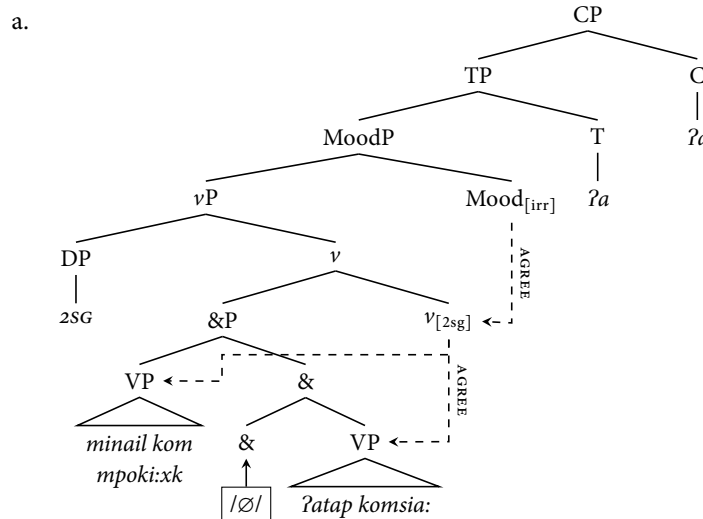 a.
CP
TP C
MoodP T ʔa
vP Mood[irr] ʔa
DP v AGREE
2SG &P v[2sg]
VP & AGREE
minail kom & VP
mpoki:xk
/∅/ ʔatap komsia: